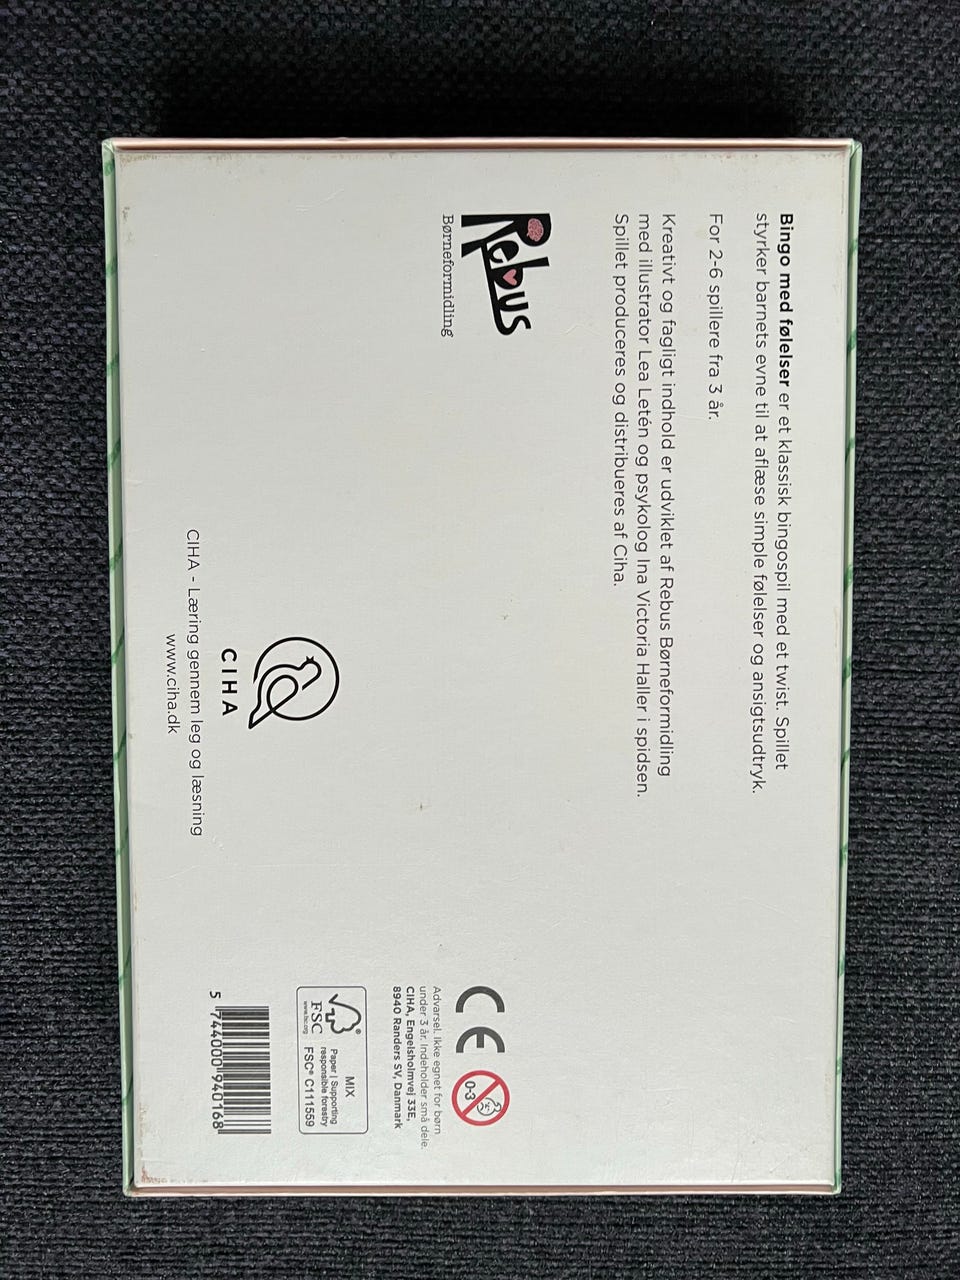 Bingo med følelser er et klassisk bingospil med et twist. Spillet
styrker barnets evne til at aflæse simple følelser og ansigtsudtryk.
For 2-6 spillere fra 3 år.
Kreativt og fagligt indhold er udviklet af Rebus Børneformidling
med illustrator Lea Letén og psykolog Ina Victoria Haller i spidsen.
Spillet produceres og distribueres af Ciha.
Rebus
Børneformidling
CIHA
CIHA - Læring gennem leg og læsning
www.ciha.dk
CE
0-3
Advarsel. Ikke egnet for børn
under 3 år. Indeholder små dele.
CIHA, Engelsholmvej 33E,
8940 Randers SV, Danmark
®
FSC
www.fsc.org
MIX
Paper | Supporting
responsible forestry
FSC® C111559
5 744000 940168